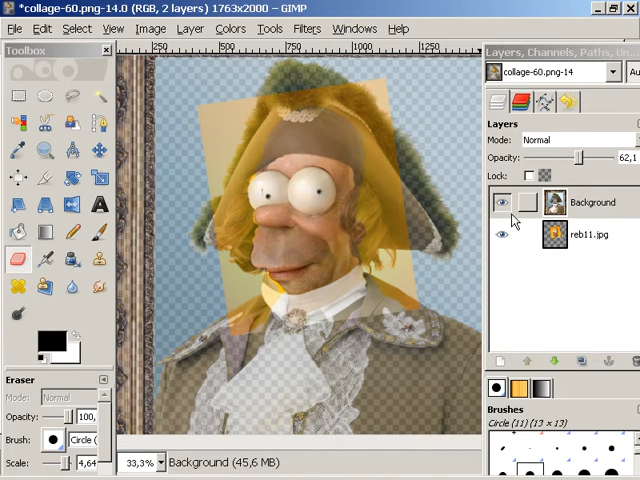 *collage-60.png-14.0 (RGB, 2 layers) 1763x2000 – GIMP
File Edit Select View Image Layer Colors Tools Filters Windows Help
Toolbox
250 500 750 1000 1250
Layers, Channels, Paths, Un...
collage-60.png-14
Au
Layers
Mode: Normal
Opacity: 62,1
Lock:
Background
reb11.jpg
Eraser
Mode: Normal
Opacity: 100,
Brush: Circle (
Scale: 4,64
33,3% Background (45,6 MB)
Brushes
Circle (11) (13 × 13)